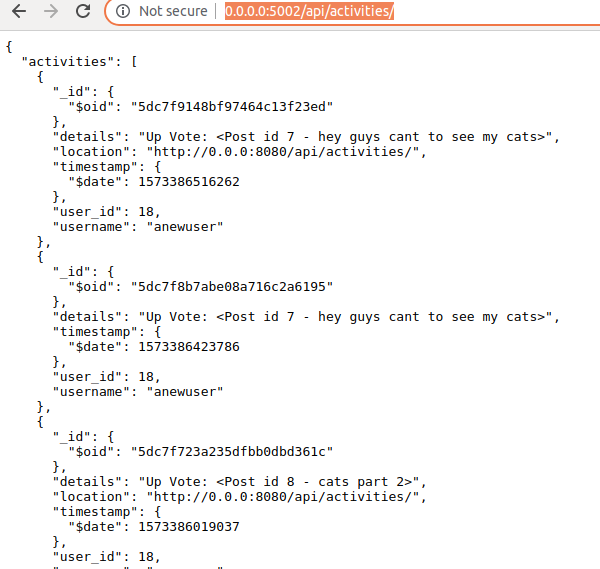 Not secure | 0.0.0.0:5002/api/activities/
{
  "activities": [
    {
      "_id": {
        "$oid": "5dc7f9148bf97464c13f23ed"
      },
      "details": "Up Vote: <Post id 7 - hey guys cant to see my cats>",
      "location": "http://0.0.0:8080/api/activities/",
      "timestamp": {
        "$date": 1573386516262
      },
      "user_id": 18,
      "username": "anewuser"
    },
    {
      "_id": {
        "$oid": "5dc7f8b7abe08a716c2a6195"
      },
      "details": "Up Vote: <Post id 7 - hey guys cant to see my cats>",
      "timestamp": {
        "$date": 1573386423786
      },
      "user_id": 18,
      "username": "anewuser"
    },
    {
      "_id": {
        "$oid": "5dc7f723a235dfbb0dbd361c"
      },
      "details": "Up Vote: <Post id 8 - cats part 2>",
      "location": "http://0.0.0:8080/api/activities/",
      "timestamp": {
        "$date": 1573386019037
      },
      "user_id": 18,